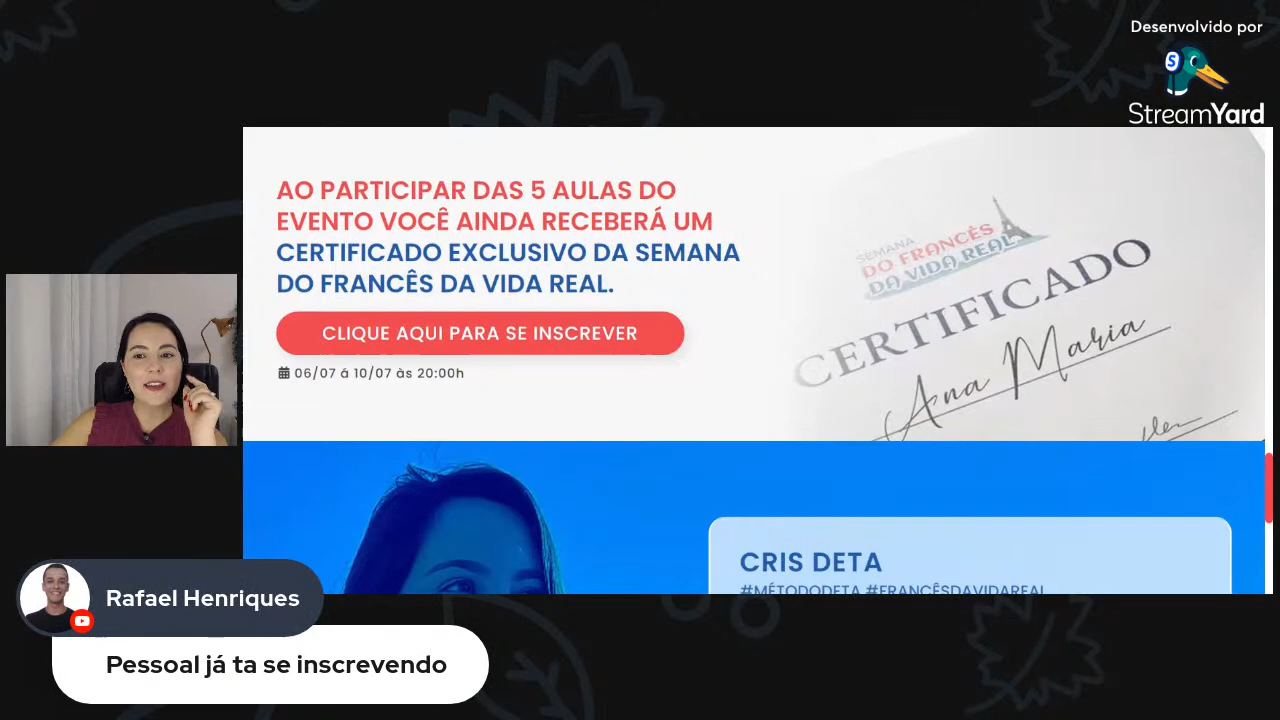 Desenvolvido por
StreamYard
AO PARTICIPAR DAS 5 AULAS DO
EVENTO VOCÊ AINDA RECEBERÁ UM
CERTIFICADO EXCLUSIVO DA SEMANA
DO FRANCÊS DA VIDA REAL.
CLIQUE AQUI PARA SE INSCREVER
06/07 á 10/07 às 20:00h
SEMANA
DO FRANCÊS
DA VIDA REAL
CERTIFICADO
Ana Maria
CRIS DETA
#MÉTODODETA #FRANCÊSDAVIDAREAL
Rafael Henriques
Pessoal já ta se inscrevendo